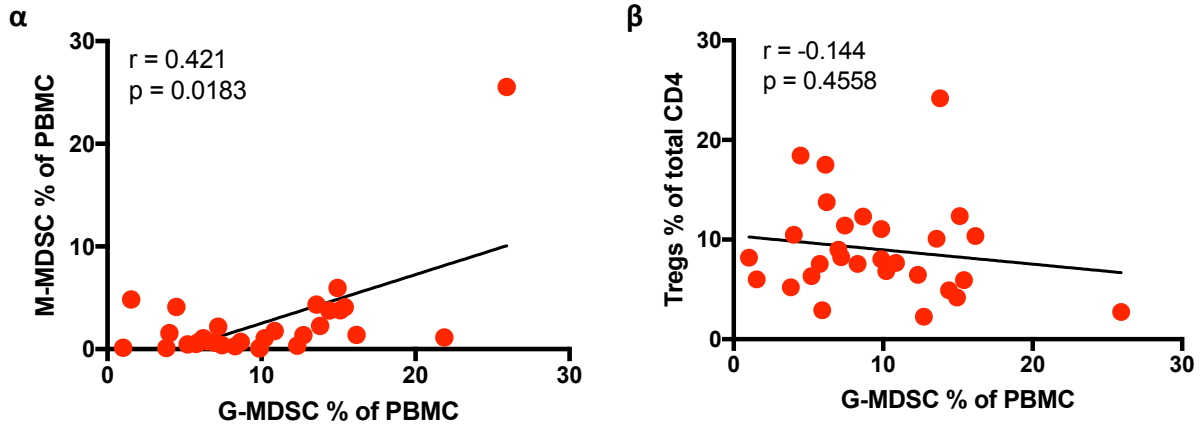 α
r = 0.421
p = 0.0183
M-MDSC % of PBMC
30
20
10
0
0 10 20 30
G-MDSC % of PBMC
β
r = -0.144
p = 0.4558
Tregs % of total CD4
30
20
10
0
0 10 20 30
G-MDSC % of PBMC